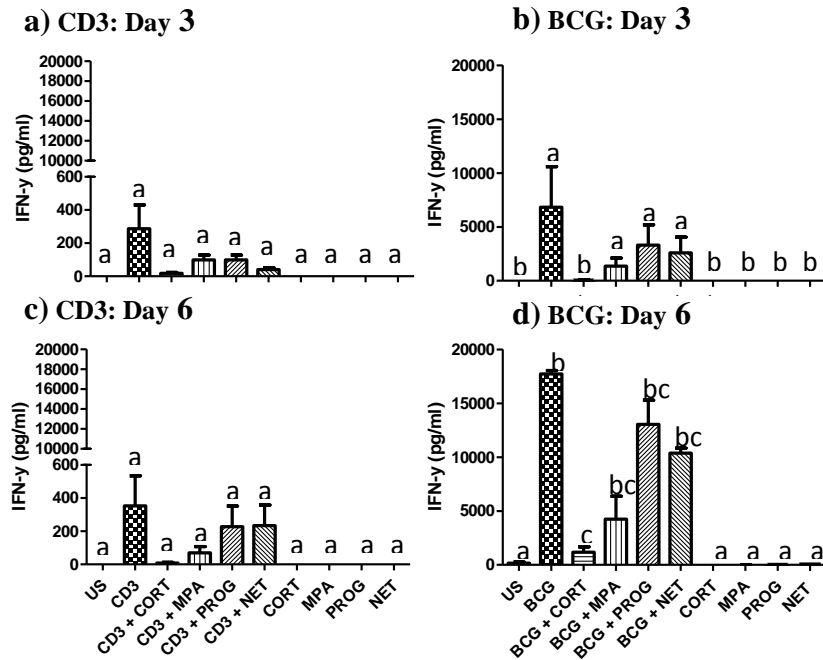 a) CD3: Day 3
IFN-y (pg/ml)
20000
18000
16000
14000
12000
10000
600
400
200
0
a a a a a a a a a a
b) BCG: Day 3
IFN-y (pg/ml)
20000
15000
10000
5000
0
b a b a a a b b b b
c) CD3: Day 6
IFN-y (pg/ml)
20000
18000
16000
14000
12000
10000
600
400
200
0
a a a a a a a a a a
US
CD3
CD3 + CORT
CD3 + MPA
CD3 + PROG
CD3 + NET
CORT
MPA
PROG
NET
d) BCG: Day 6
IFN-y (pg/ml)
20000
15000
10000
5000
0
a b c bc bc bc a a a a
US
BCG
BCG + CORT
BCG + MPA
BCG + PROG
BCG + NET
CORT
MPA
PROG
NET